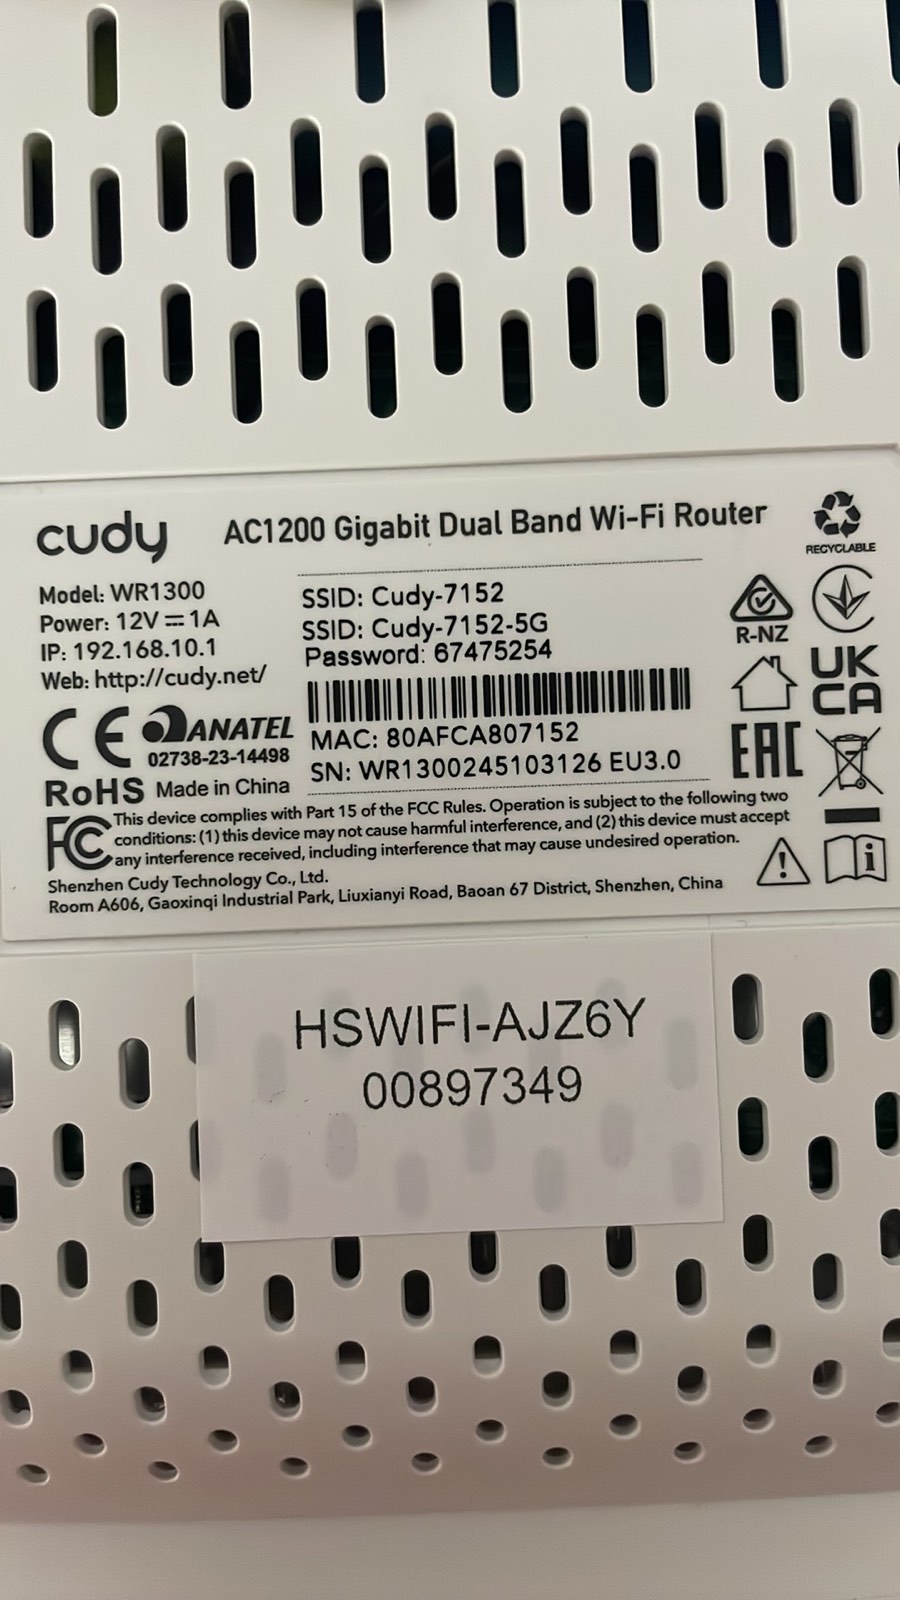 cudy
AC1200 Gigabit Dual Band Wi-Fi Router
RECYCLABLE
Model: WR1300
Power: 12V⎓1A
IP: 192.168.10.1
Web: http://cudy.net/
SSID: Cudy-7152
SSID: Cudy-7152-5G
Password: 67475254
MAC: 80AFCA807152
SN: WR1300245103126 EU3.0
R-NZ
UK
CA
EAC
CE ANATEL
02738-23-14498
RoHS Made in China
FC
This device complies with Part 15 of the FCC Rules. Operation is subject to the following two
conditions: (1) this device may not cause harmful interference, and (2) this device must accept
any interference received, including interference that may cause undesired operation.
Shenzhen Cudy Technology Co., Ltd.
Room A606, Gaoxinqi Industrial Park, Liuxianyi Road, Baoan 67 District, Shenzhen, China
HSWIFI-AJZ6Y
00897349